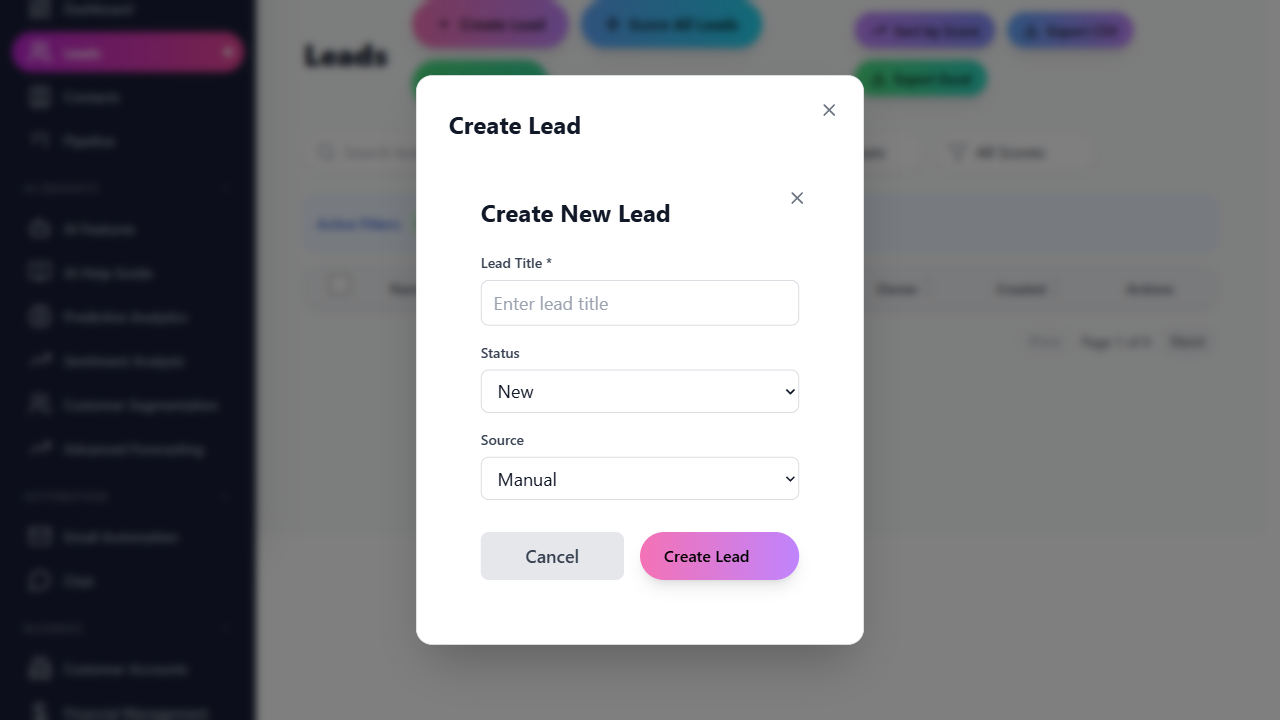 Dashboard
Leads
Contacts
Pipeline
AI Features
AI Help Guide
Predictive Analytics
Sentiment Analysis
Customer Segmentation
Advanced Forecasting
AUTOMATION
Email Automation
Chat
BUSINESS
Customer Accounts
Financial Management
Leads
Create Lead
Score All Leads
Sort by Score
Export CSV
Export Excel
All Scores
Active Filters:
Owner
Created
Actions
Prev
Page 1 of 0
Next
Create Lead
Create New Lead
Lead Title *
Enter lead title
Status
New
Source
Manual
Cancel
Create Lead